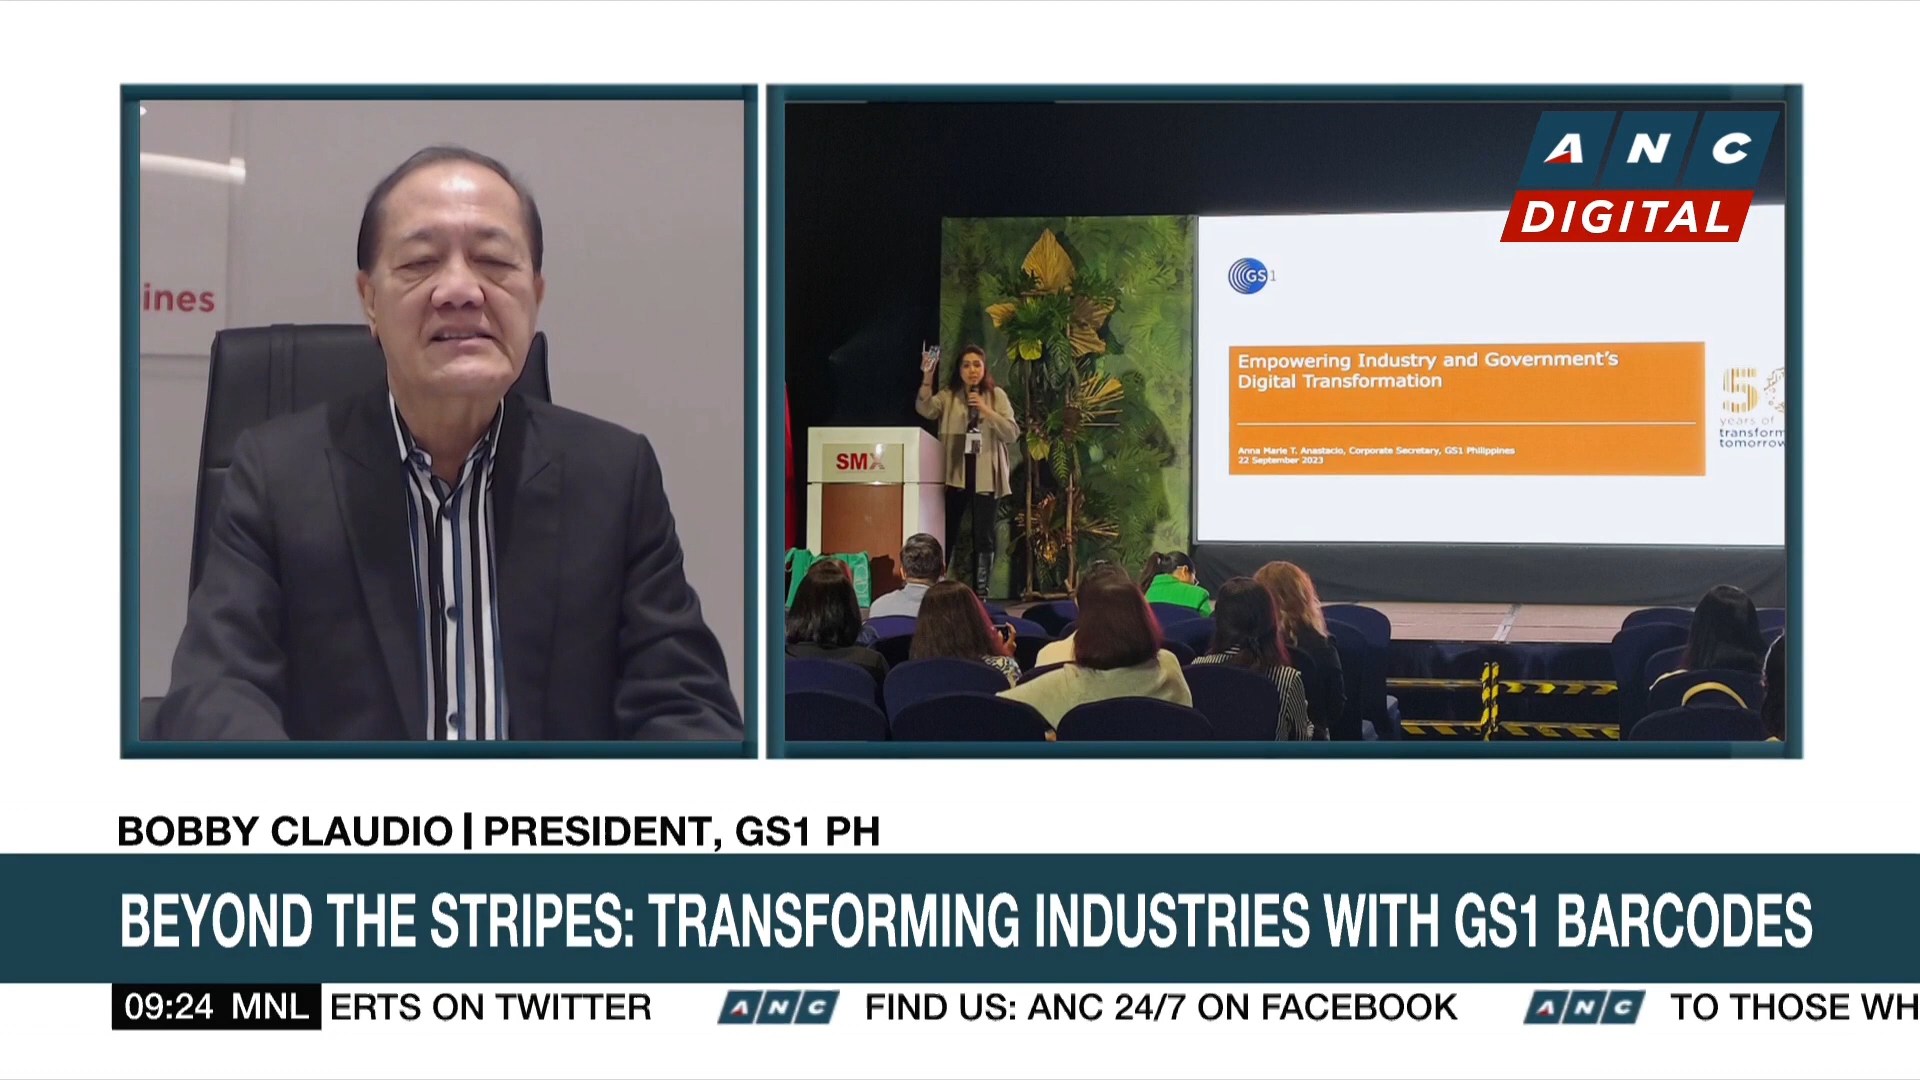 ines
A N C
DIGITAL
GS1
Empowering Industry and Government's
Digital Transformation
Anna Marie T. Anastacio, Corporate Secretary, GS1 Philippines
22 September 2023
years of
transform
tomorrow
SMX
BOBBY CLAUDIO | PRESIDENT, GS1 PH
BEYOND THE STRIPES: TRANSFORMING INDUSTRIES WITH GS1 BARCODES
09:24 MNL ERTS ON TWITTER ANC FIND US: ANC 24/7 ON FACEBOOK ANC TO THOSE WH